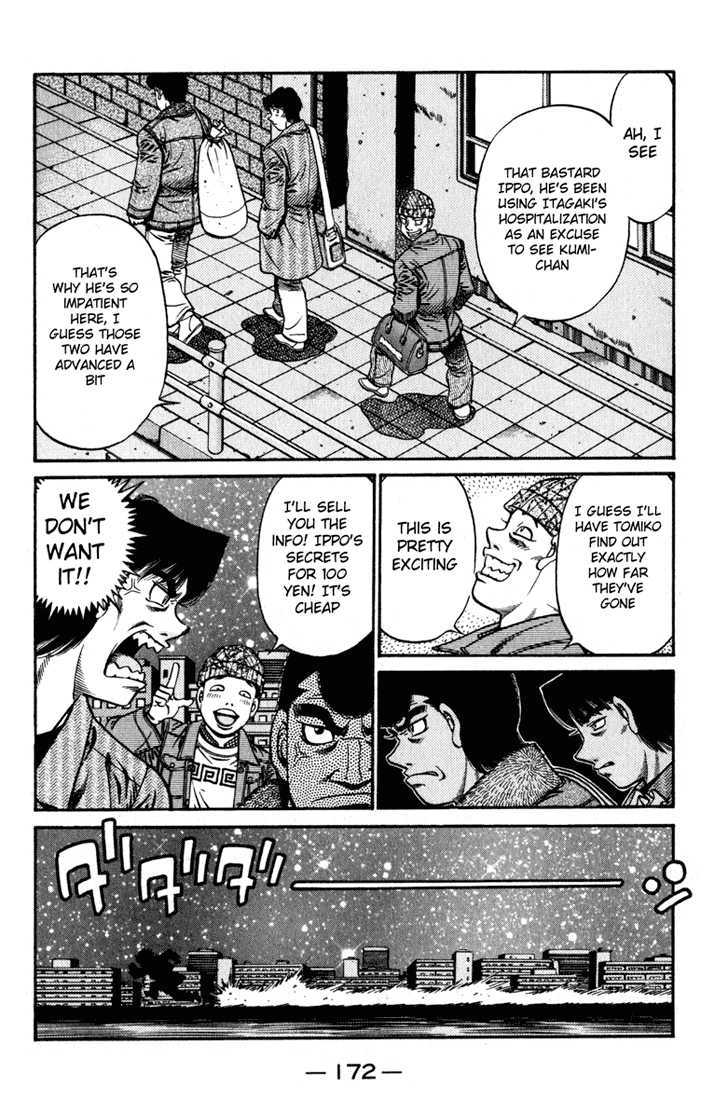 AH, I
SEE
THAT BASTARD
IPPO, HE'S BEEN
USING ITAGAKI'S
HOSPITALIZATION
AS AN EXCUSE
TO SEE KUMI-
CHAN
THAT'S
WHY HE'S SO
IMPATIENT
HERE, I
GUESS THOSE
TWO HAVE
ADVANCED A
BIT
I GUESS I'LL
HAVE TOMIKO
FIND OUT
EXACTLY
HOW FAR
THEY'VE
GONE
THIS IS
PRETTY
EXCITING
I'LL SELL
YOU THE
INFO! IPPO'S
SECRETS
FOR 100
YEN! IT'S
CHEAP
WE
DON'T
WANT
IT!!
ダダダダーッ
— 172 —